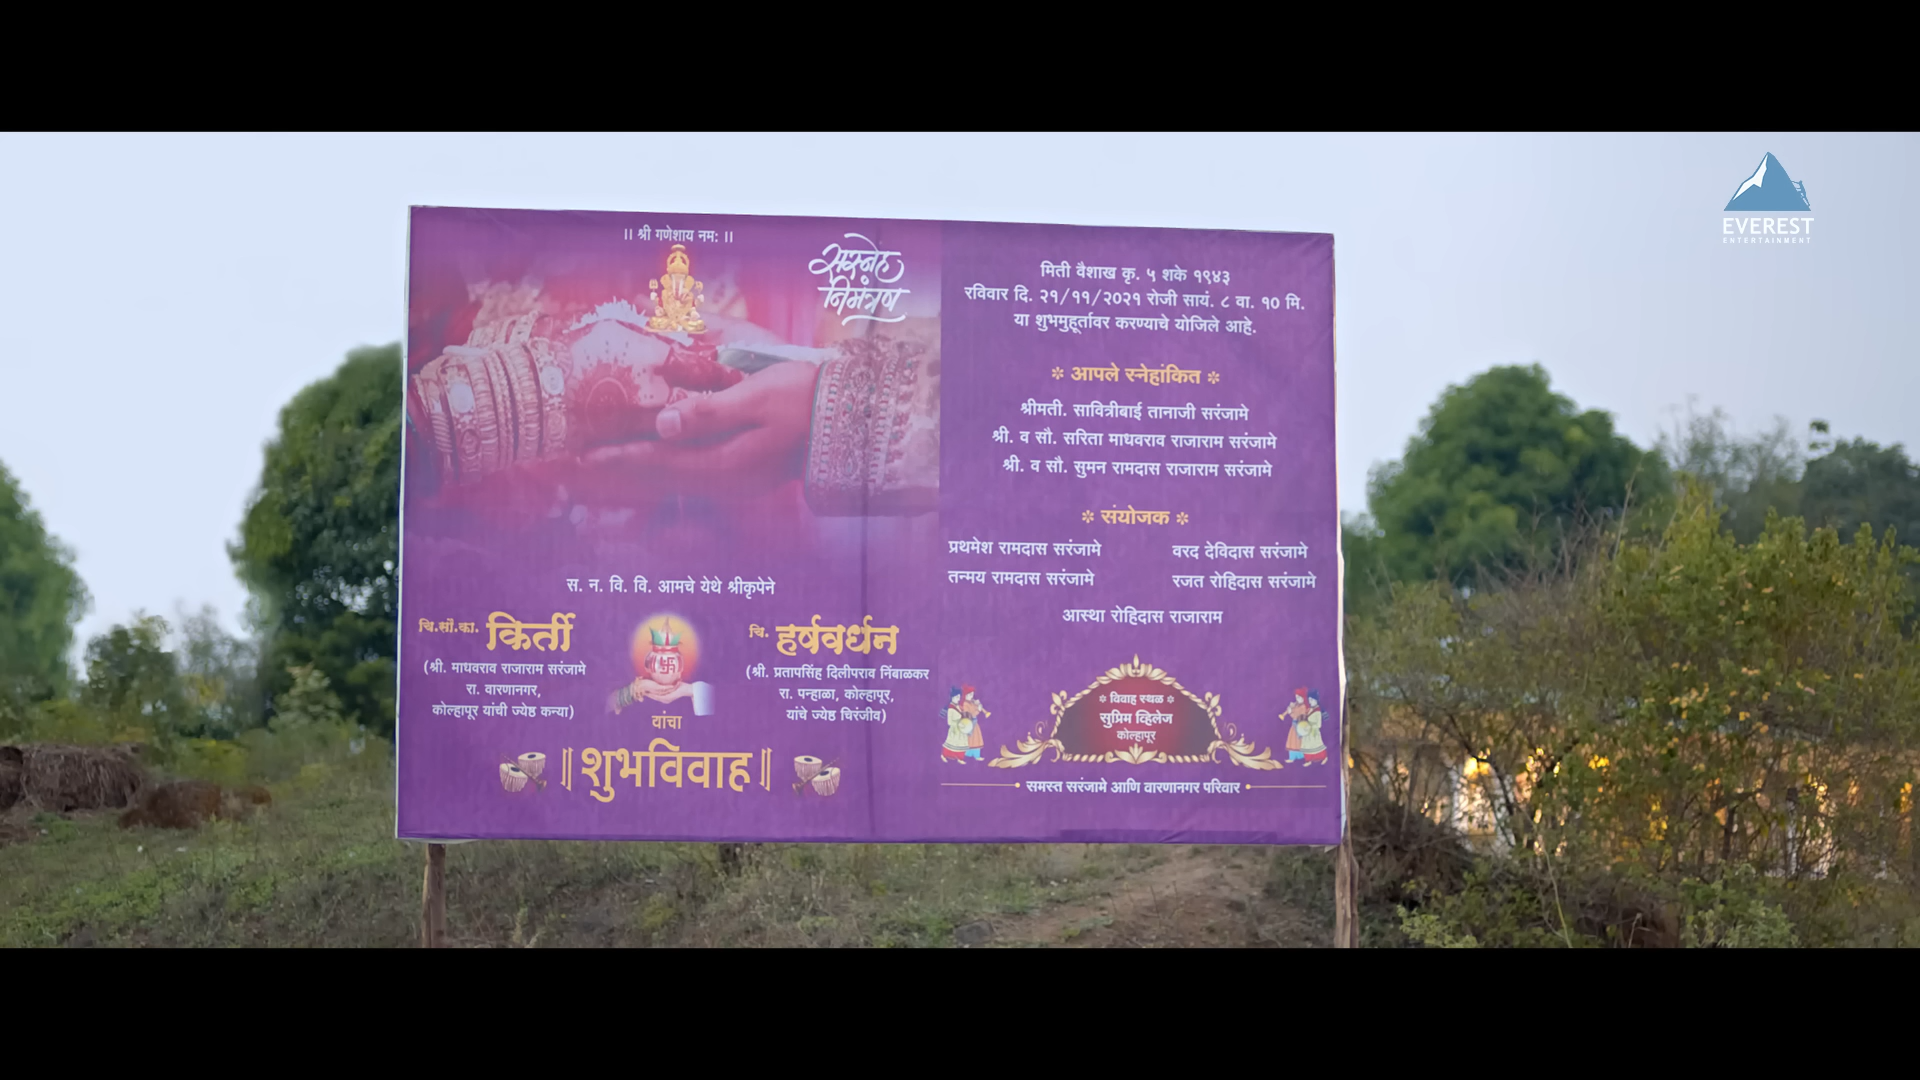 ।। श्री गणेशाय नम: ।।
सस्नेह
निमंत्रण
स. न. वि. वि. आमचे येथे श्रीकृपेने
चि.सौ.का. किर्ती
(श्री. माधवराव राजाराम सरंजामे
रा. वारणानगर,
कोल्हापूर यांची ज्येष्ठ कन्या)
चि. हर्षवर्धन
(श्री. प्रतापसिंह दिलीपराव निंबाळकर
रा. पन्हाळा, कोल्हापूर,
यांचे ज्येष्ठ चिरंजीव)
यांचा
॥ शुभविवाह ॥
मिती वैशाख कृ. ५ शके १९४३
रविवार दि. २१/११/२०२१ रोजी सायं. ८ वा. १० मि.
या शुभमुहूर्तावर करण्याचे योजिले आहे.
❇ आपले स्नेहांकित ❇
श्रीमती. सावित्रीबाई तानाजी सरंजामे
श्री. व सौ. सरिता माधवराव राजाराम सरंजामे
श्री. व सौ. सुमन रामदास राजाराम सरंजामे
❇ संयोजक ❇
प्रथमेश रामदास सरंजामे
वरद देविदास सरंजामे
तन्मय रामदास सरंजामे
रजत रोहिदास सरंजामे
आस्था रोहिदास राजाराम
❇ विवाह स्थळ ❇
सुप्रिम व्हिलेज
कोल्हापूर
समस्त सरंजामे आणि वारणानगर परिवार
EVEREST
ENTERTAINMENT